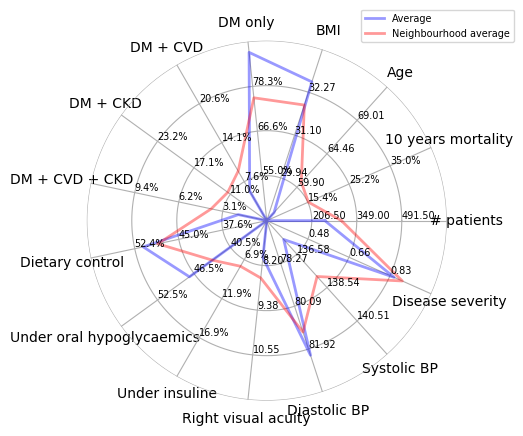 DM only
BMI
Average
Neighbourhood average
DM + CVD
Age
DM + CKD
10 years mortality
DM + CVD + CKD
# patients
Dietary control
Disease severity
Under oral hypoglycaemics
Systolic BP
Under insuline
Diastolic BP
Right visual acuity
206.50
349.00
491.50
15.4%
25.2%
35.0%
59.90
64.46
69.01
29.94
31.10
32.27
55.0%
66.6%
78.3%
7.6%
14.1%
20.6%
11.0%
17.1%
23.2%
3.1%
6.2%
9.4%
37.6%
45.0%
52.4%
40.5%
46.5%
52.5%
6.9%
11.9%
16.9%
8.20
9.38
10.55
78.27
80.09
81.92
136.58
138.54
140.51
0.48
0.66
0.83